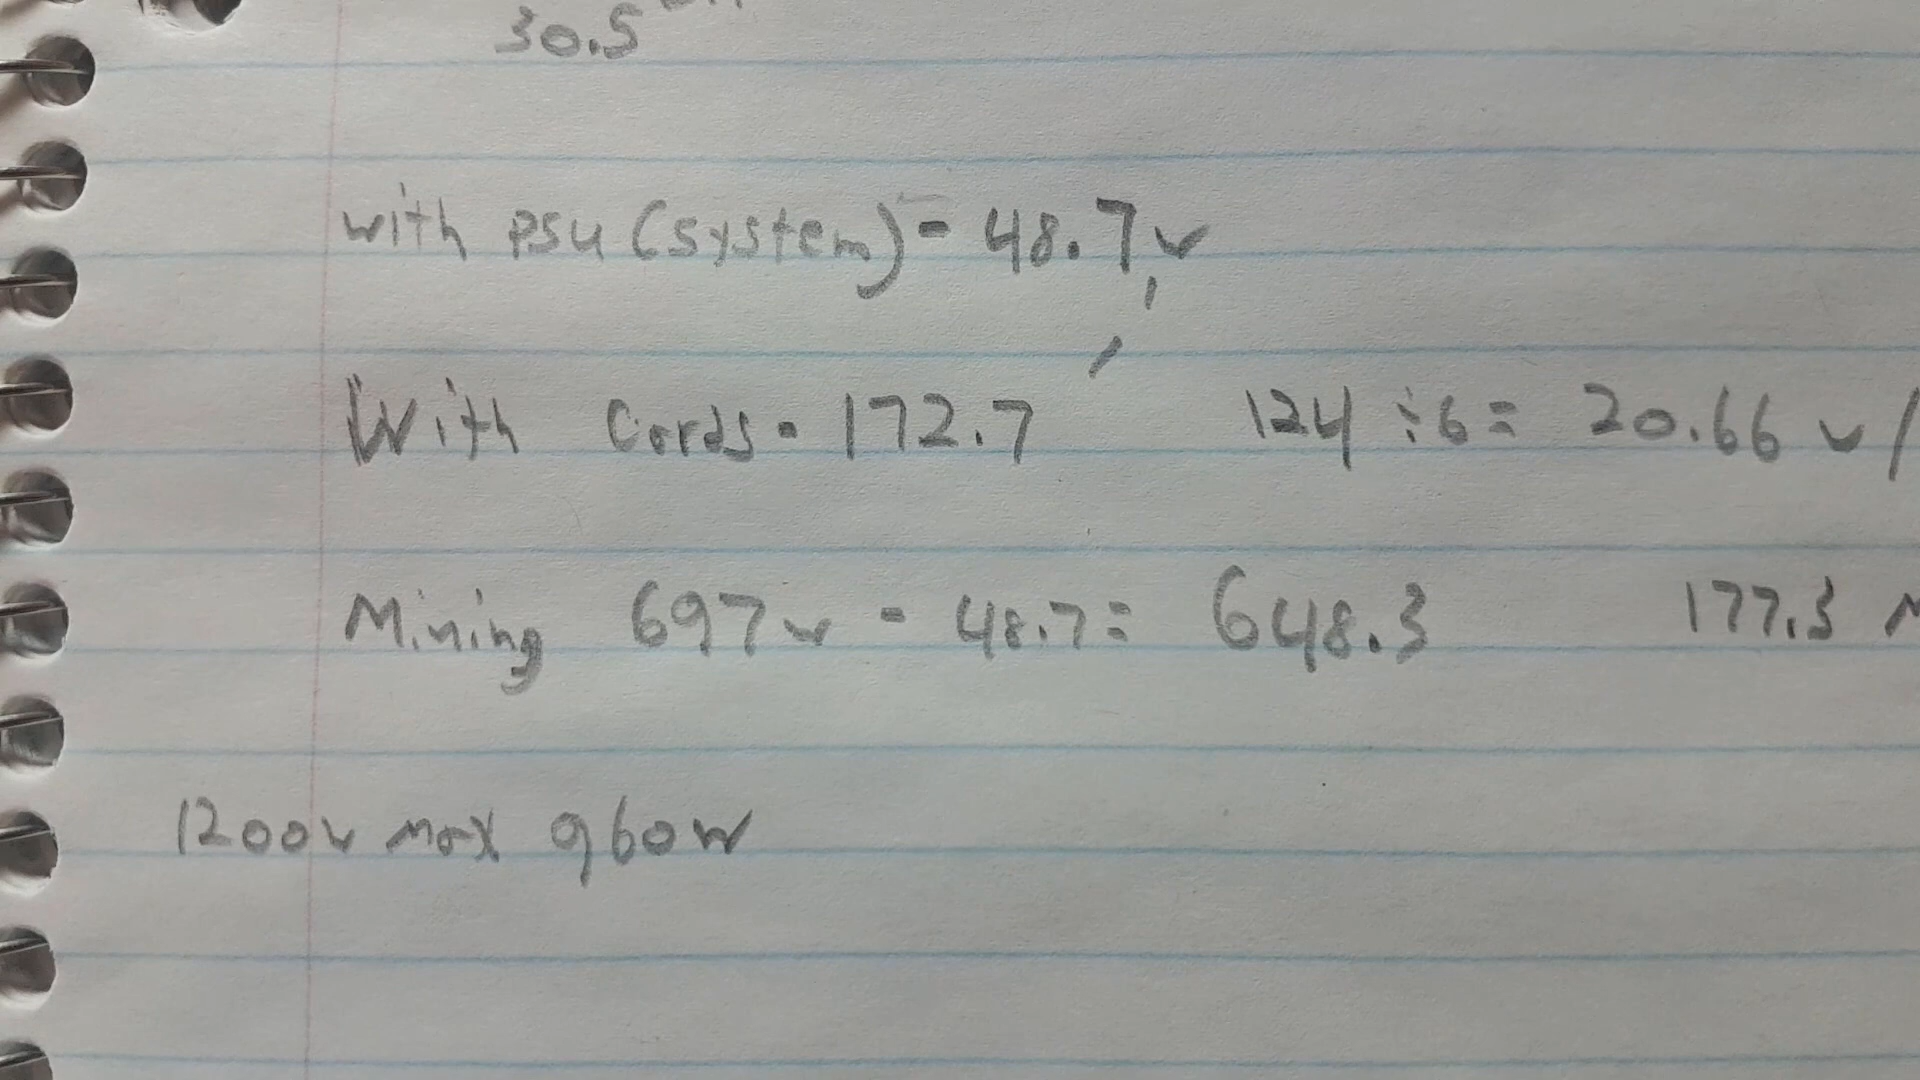 30.5
with psu (system) - 48.7w
With Cards - 172.7 124 ÷6= 20.66 w/
Mining 697w - 48.7= 648.3 177.3 M
1200w max 960w